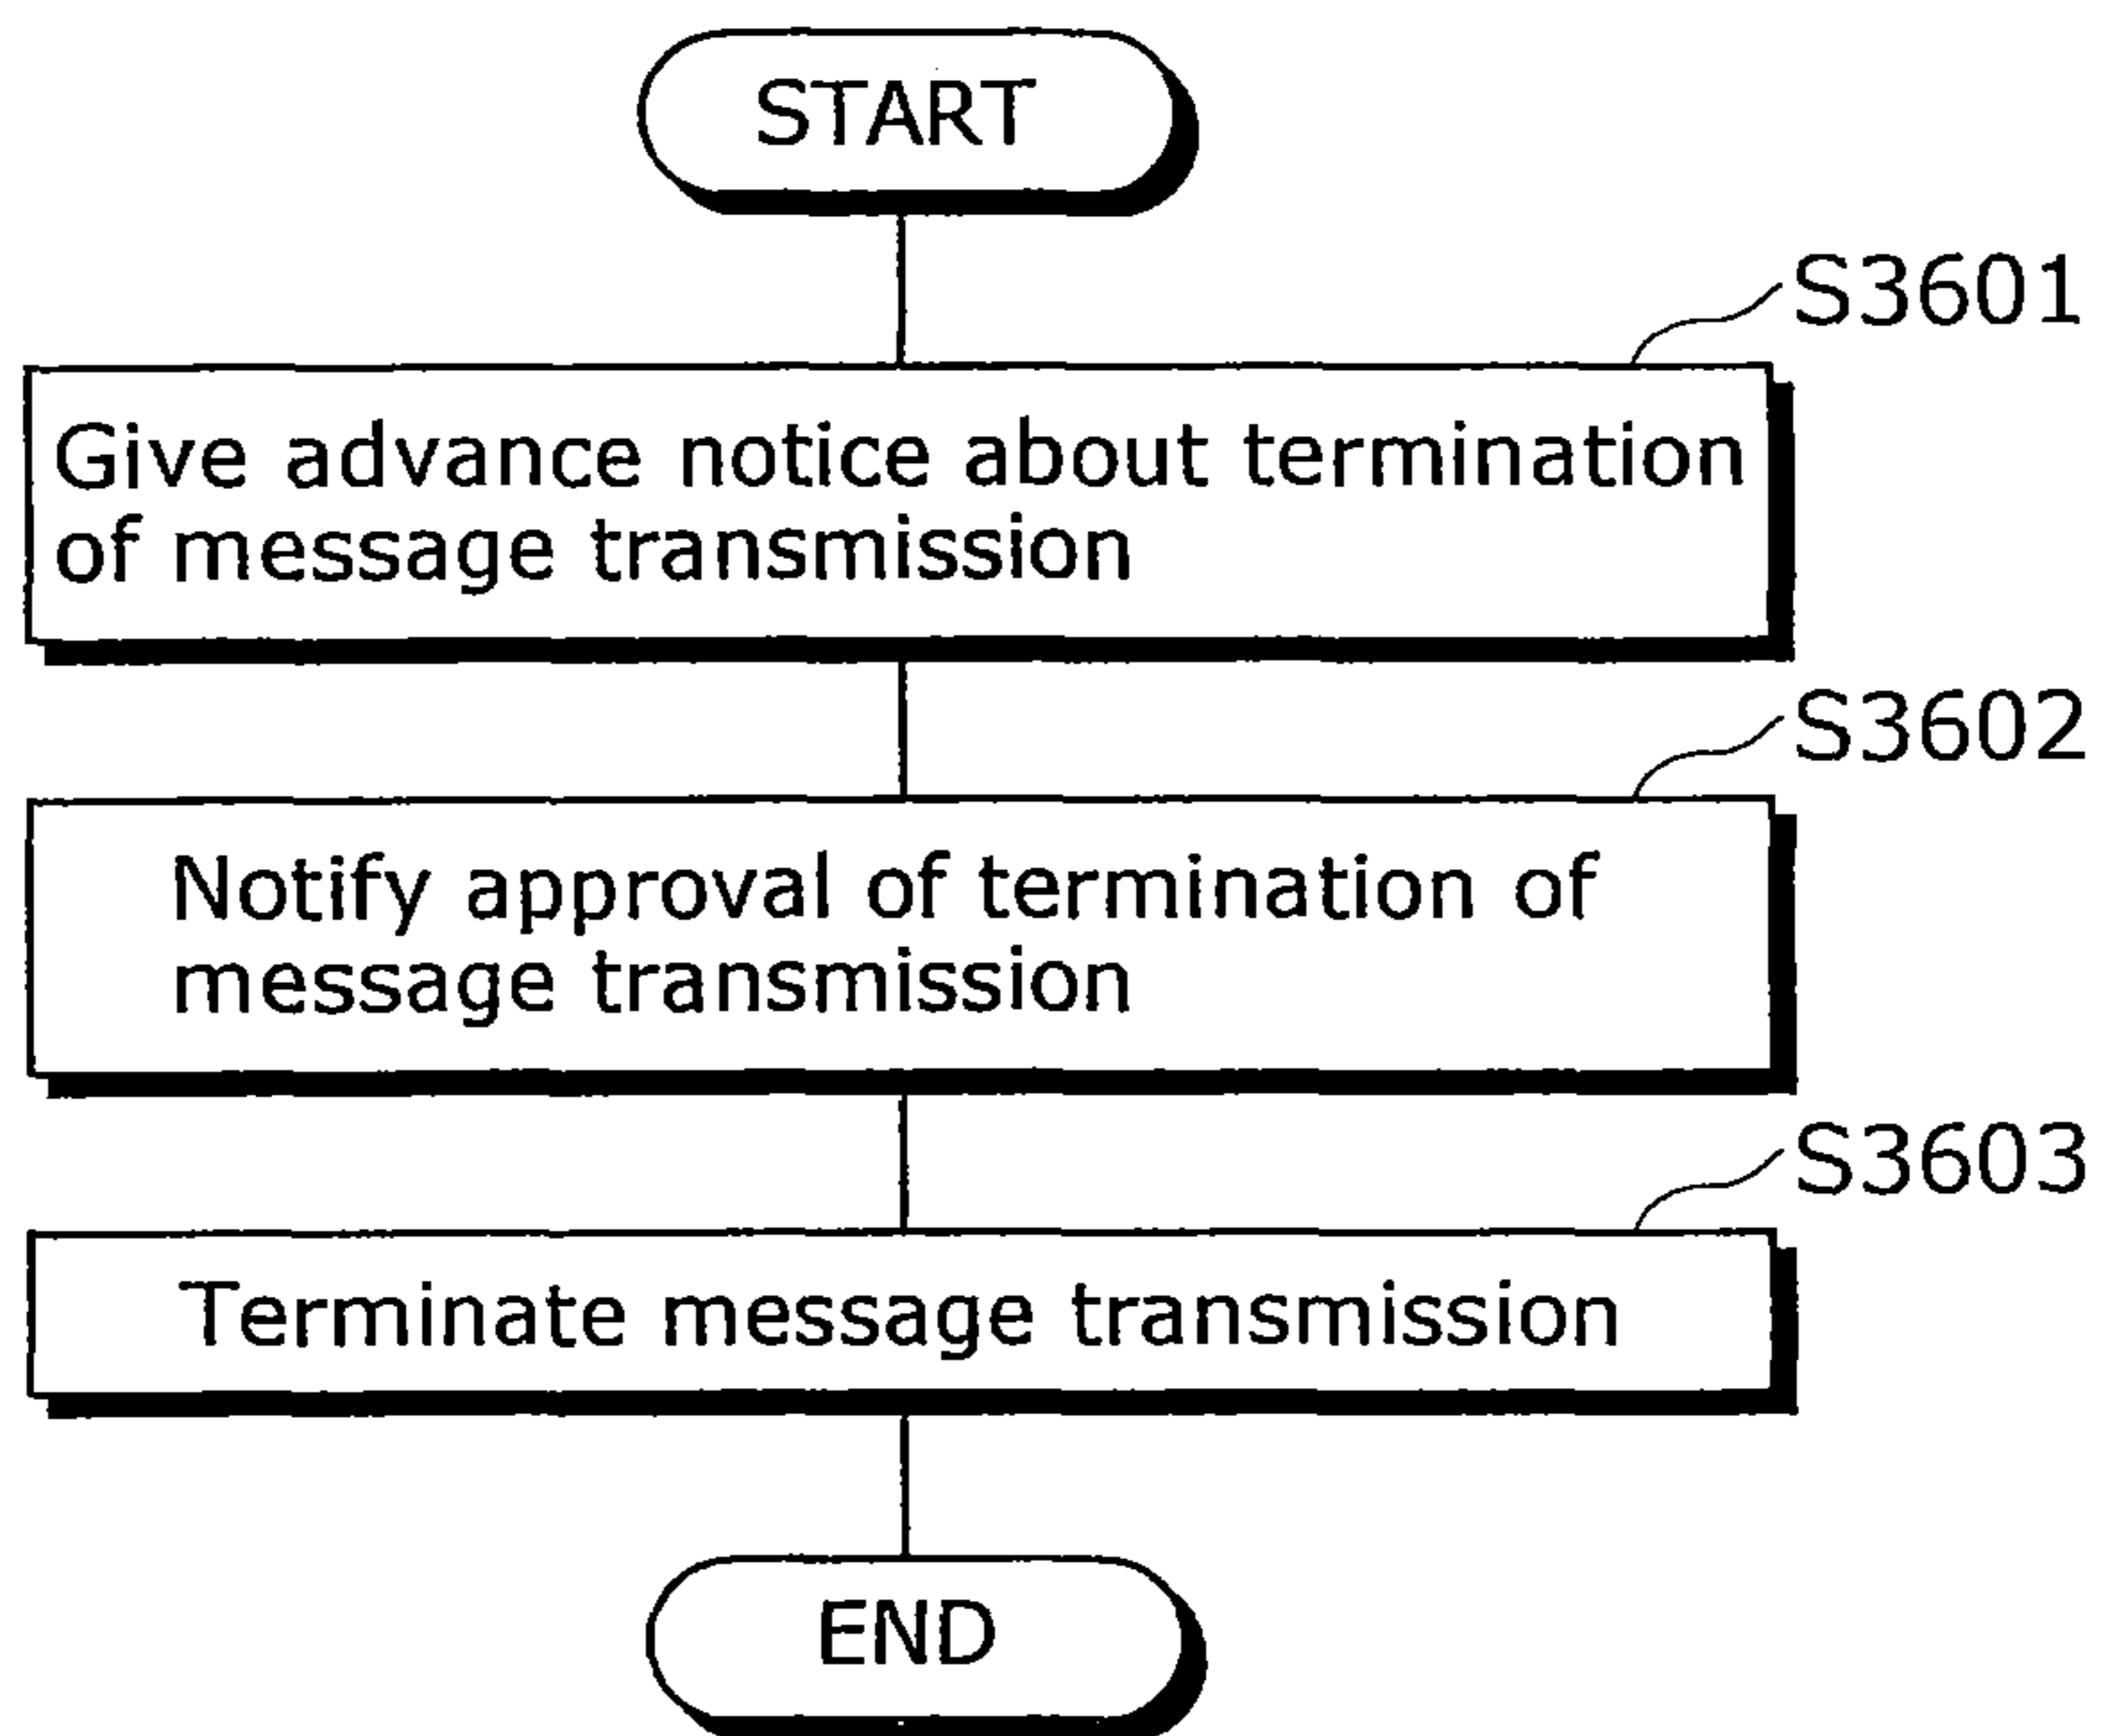 START
S3601
Give advance notice about termination
of message transmission
S3602
Notify approval of termination of
message transmission
S3603
Terminate message transmission
END